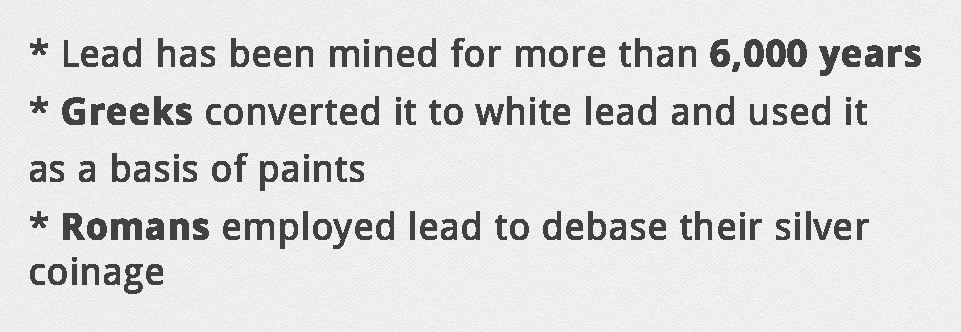 * Lead has been mined for more than 6,000 years
* Greeks converted it to white lead and used it
as a basis of paints
* Romans employed lead to debase their silver
coinage